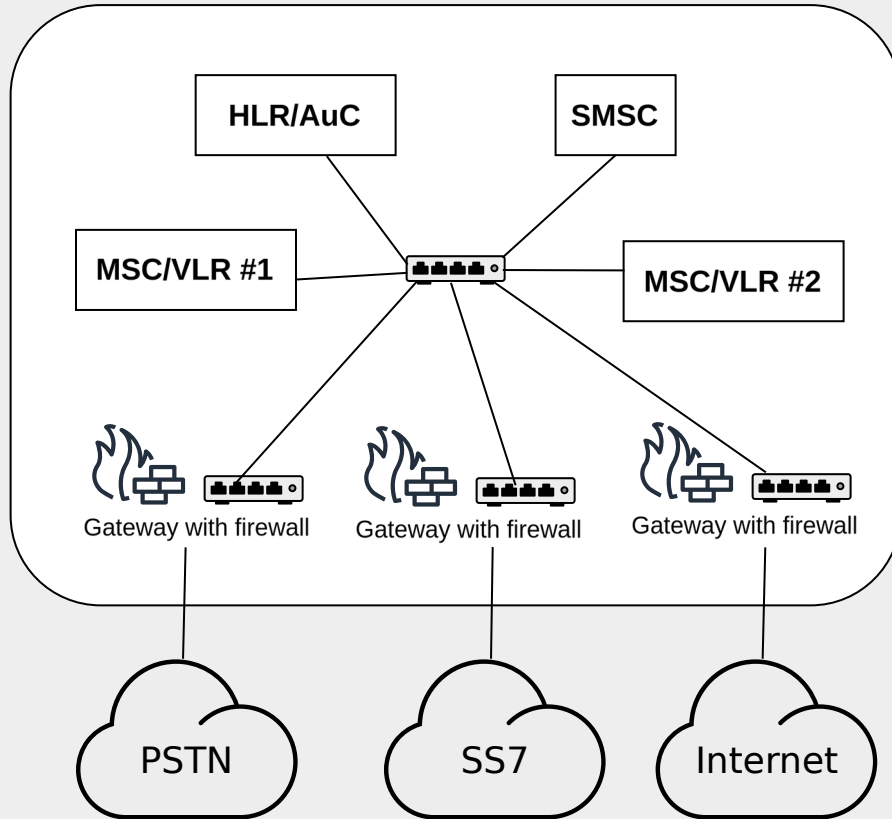 HLR/AuC
SMSC
MSC/VLR #1
MSC/VLR #2
Gateway with firewall
Gateway with firewall
Gateway with firewall
PSTN
SS7
Internet